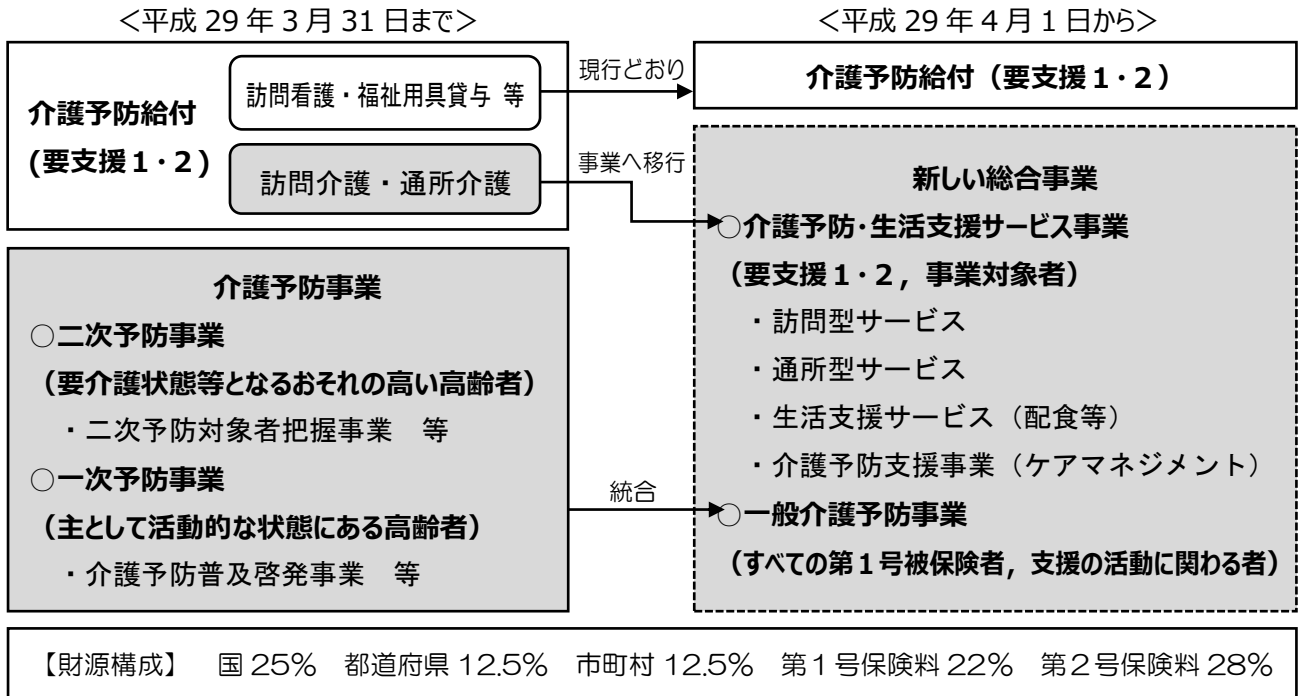 <平成 29 年 3 月 31 日まで>
介護予防給付
(要支援１・２)
訪問看護・福祉用具貸与 等
訪問介護・通所介護
介護予防事業
○二次予防事業
（要介護状態等となるおそれの高い高齢者）
・二次予防対象者把握事業　等
○一次予防事業
（主として活動的な状態にある高齢者）
・介護予防普及啓発事業　等
現行どおり
事業へ移行
統合
<平成 29 年 4 月 1 日から>
介護予防給付（要支援１・２）
新しい総合事業
○介護予防・生活支援サービス事業
（要支援１・２，事業対象者）
・訪問型サービス
・通所型サービス
・生活支援サービス（配食等）
・介護予防支援事業（ケアマネジメント）
○一般介護予防事業
（すべての第１号被保険者，支援の活動に関わる者）
【財源構成】　国 25%　都道府県 12.5%　市町村 12.5%　第１号保険料 22%　第２号保険料 28%